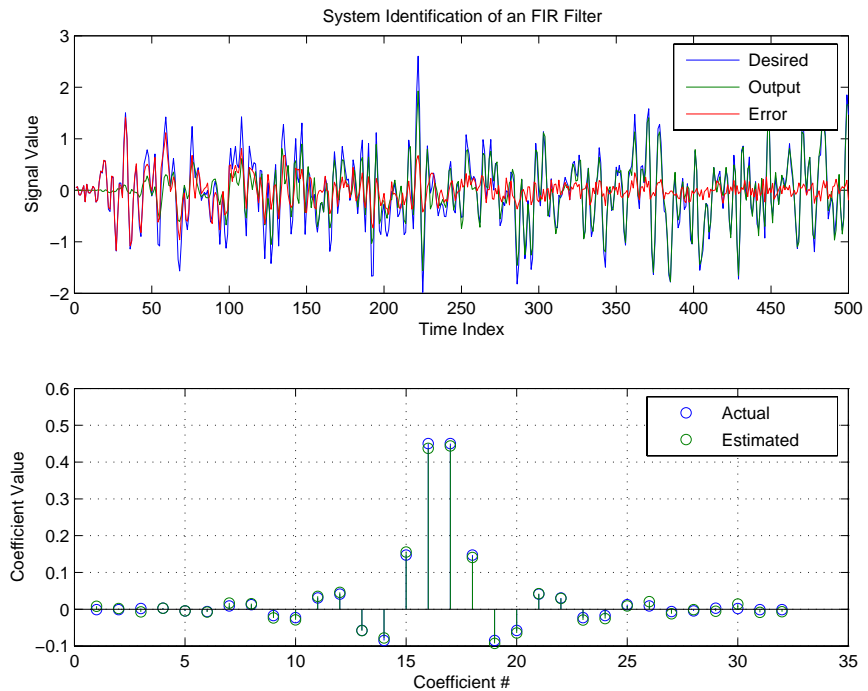 System Identification of an FIR Filter
3
2
1
0
−1
−2
Signal Value
Desired
Output
Error
0 50 100 150 200 250 300 350 400 450 500
Time Index
0.6
0.5
0.4
0.3
0.2
0.1
0
−0.1
Coefficient Value
Actual
Estimated
0 5 10 15 20 25 30 35
Coefficient #